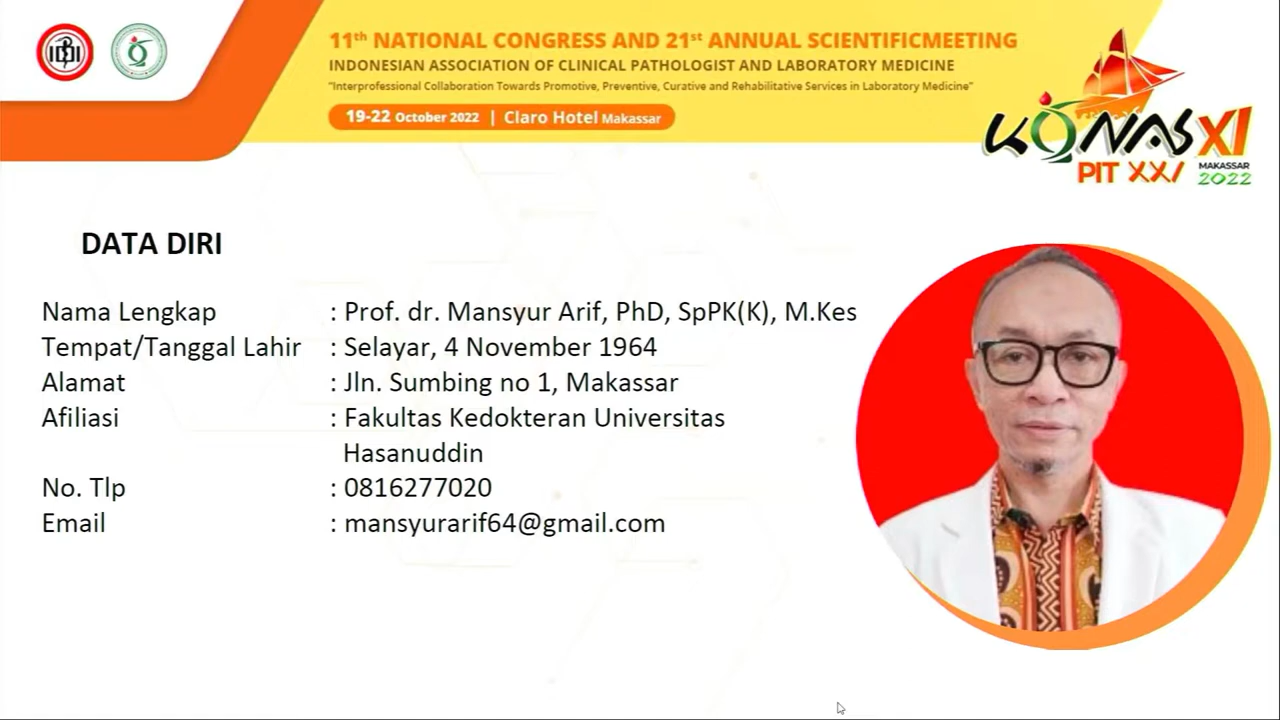 11th NATIONAL CONGRESS AND 21st ANNUAL SCIENTIFICMEETING
INDONESIAN ASSOCIATION OF CLINICAL PATHOLOGIST AND LABORATORY MEDICINE
"Interprofessional Collaboration Towards Promotive, Preventive, Curative and Rehabilitative Services in Laboratory Medicine"
19-22 October 2022 | Claro Hotel Makassar
KONAS XI
PIT XXI MAKASSAR
2022
DATA DIRI
Nama Lengkap : Prof. dr. Mansyur Arif, PhD, SpPK(K), M.Kes
Tempat/Tanggal Lahir : Selayar, 4 November 1964
Alamat : Jln. Sumbing no 1, Makassar
Afiliasi : Fakultas Kedokteran Universitas
Hasanuddin
No. Tlp : 0816277020
Email : mansyurarif64@gmail.com